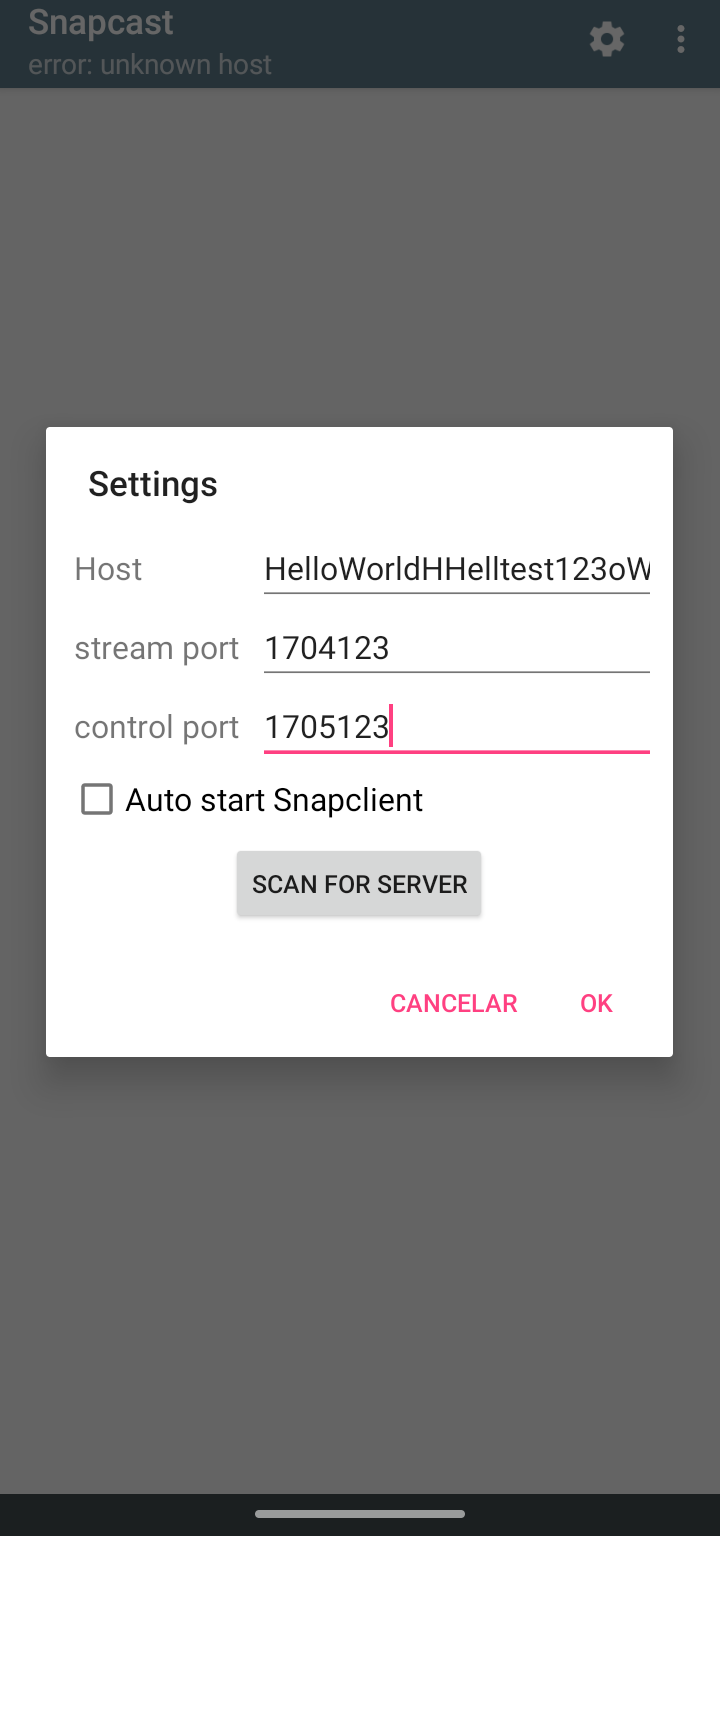 Snapcast
error: unknown host
Settings
Host HelloWorldHHelltest123oW
stream port 1704123
control port 1705123
Auto start Snapclient
SCAN FOR SERVER
CANCELAR OK